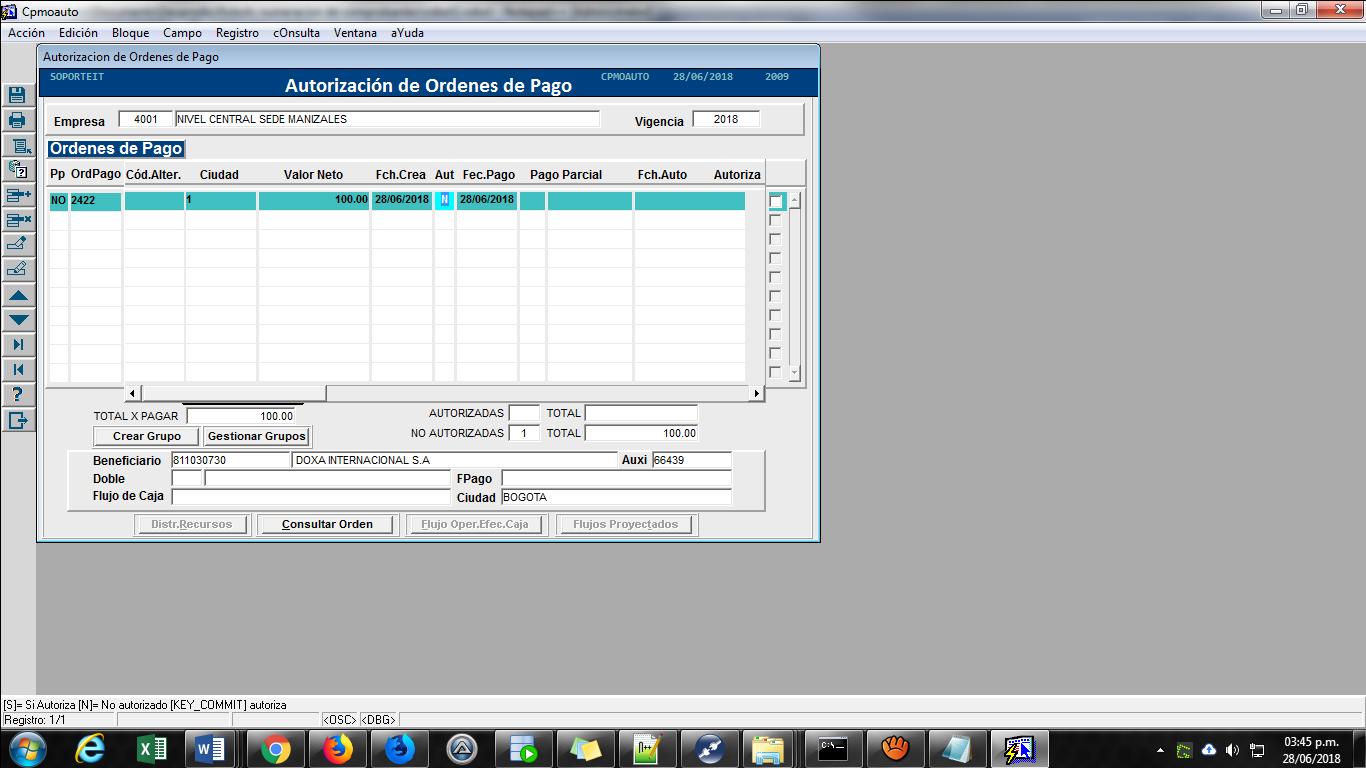 Cpmoauto
Acción Edición Bloque Campo Registro cOnsulta Ventana aYuda
Autorizacion de Ordenes de Pago
SOPORTEIT Autorización de Ordenes de Pago CPMOAUTO 28/06/2018 2009
Empresa 4001 NIVEL CENTRAL SEDE MANIZALES Vigencia 2018
Ordenes de Pago
Pp OrdPago Cód.Alter. Ciudad Valor Neto Fch.Crea Aut Fec.Pago Pago Parcial Fch.Auto Autoriza
NO 2422 1 100.00 28/06/2018 N 28/06/2018
TOTAL X PAGAR 100.00 AUTORIZADAS TOTAL
Crear Grupo Gestionar Grupos NO AUTORIZADAS 1 TOTAL 100.00
Beneficiario 811030730 DOXA INTERNACIONAL S.A Auxi 66439
Doble FPago
Flujo de Caja Ciudad BOGOTA
Distr.Recursos Consultar Orden Flujo Oper.Efec.Caja Flujos Proyectados
[S]= Si Autoriza [N]= No autorizado [KEY_COMMIT] autoriza
Registro: 1/1 <OSC> <DBG>
C:\_ N++ 03:45 p.m.
28/06/2018